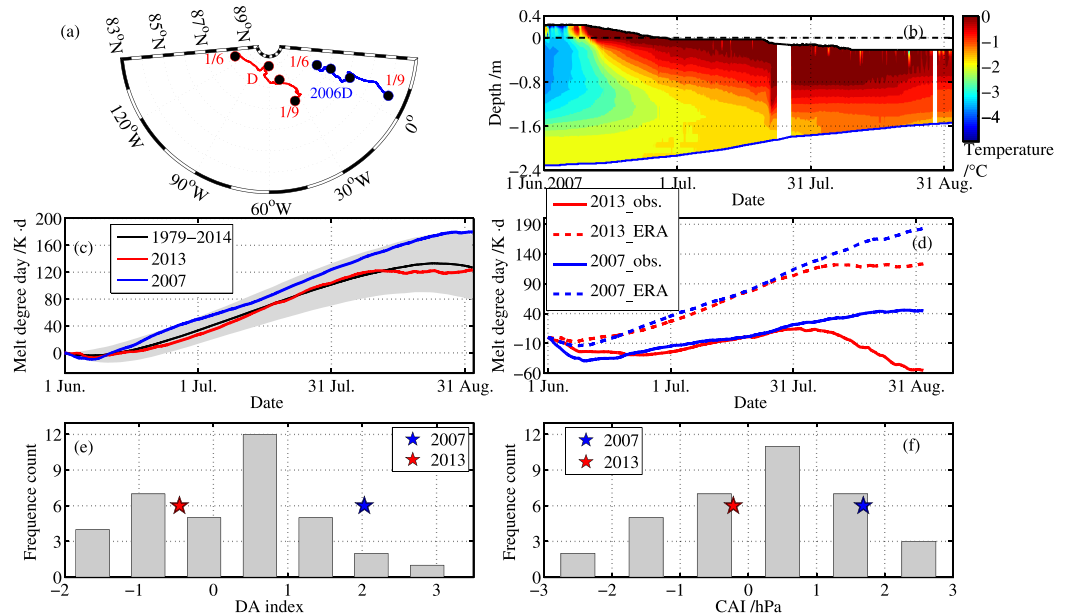 (a)
83°N
85°N
87°N
89°N
1/6
D
1/9
1/6
2006D
1/9
120°W
90°W
60°W
30°W
0°
(b)
0.4
0
−0.8
−1.6
−2.4
Depth /m
1 Jun. 2007
1 Jul.
31 Jul.
31 Aug.
Date
0
−1
−2
−3
−4
Temperature
/°C
(c)
200
160
120
80
40
0
Melt degree day /K ·d
1979−2014
2013
2007
1 Jun.
1 Jul.
31 Jul.
31 Aug.
Date
(d)
190
140
90
40
−10
−60
Melt degree day /K ·d
2013_obs.
2013_ERA
2007_obs.
2007_ERA
1 Jun.
1 Jul.
31 Jul.
31 Aug.
Date
(e)
12
9
6
3
0
Frequence count
2007
2013
−2
−1
0
1
2
3
DA index
(f)
12
9
6
3
0
Frequence count
2007
2013
−3
−2
−1
0
1
2
3
CAI /hPa